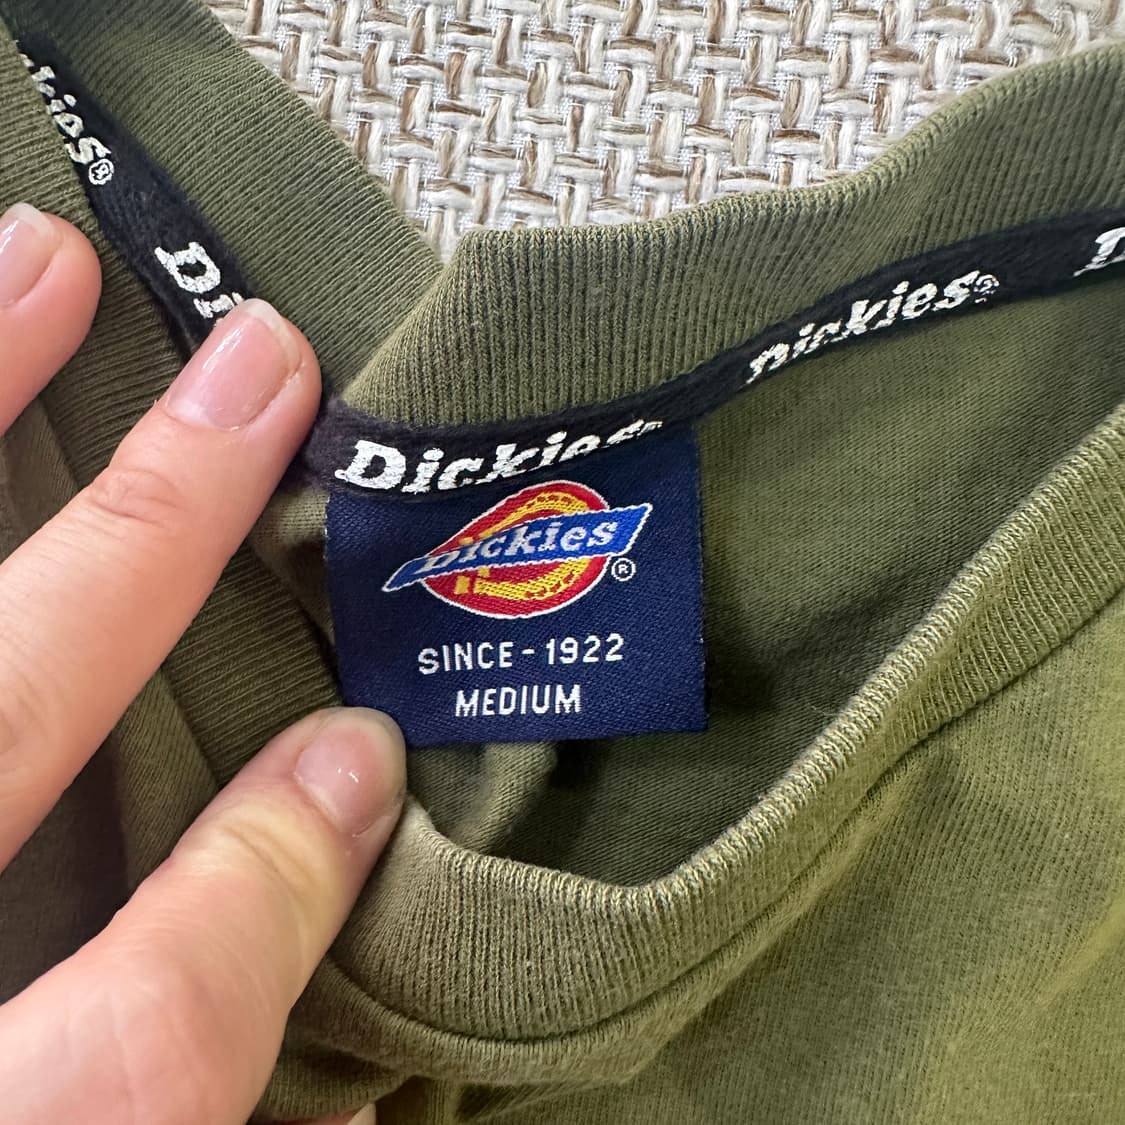 Dickies®
Dickies
Dickies
®
SINCE - 1922
MEDIUM